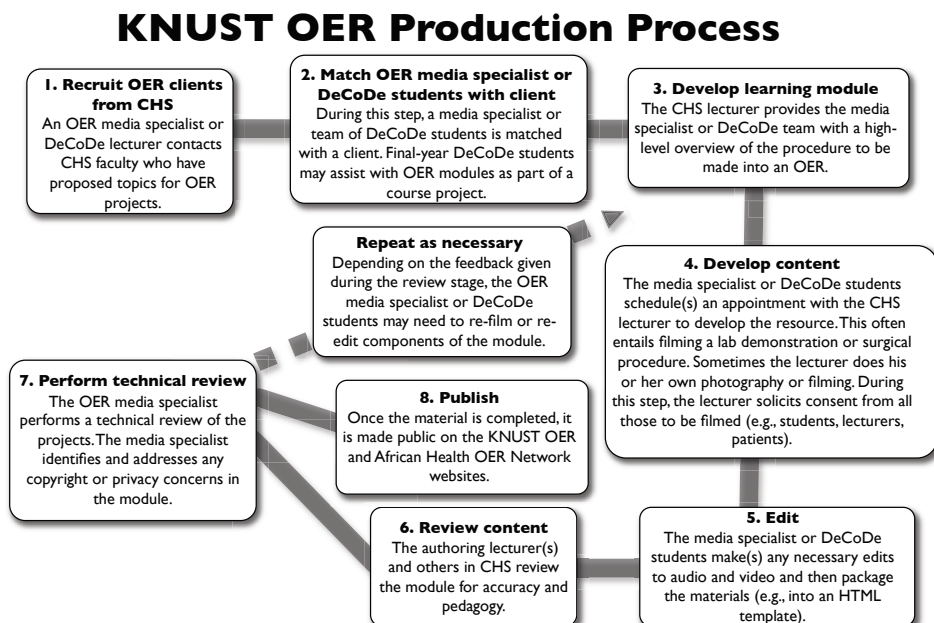 KNUST OER Production Process
1. Recruit OER clients
from CHS
An OER media specialist or
DeCoDe lecturer contacts
CHS faculty who have
proposed topics for OER
projects.
2. Match OER media specialist or
DeCoDe students with client
During this step, a media specialist or
team of DeCoDe students is matched
with a client. Final-year DeCoDe students
may assist with OER modules as part of a
course project.
3. Develop learning module
The CHS lecturer provides the media
specialist or DeCoDe team with a high-
level overview of the procedure to be
made into an OER.
Repeat as necessary
Depending on the feedback given
during the review stage, the OER
media specialist or DeCoDe
students may need to re-film or re-
edit components of the module.
4. Develop content
The media specialist or DeCoDe students
schedule(s) an appointment with the CHS
lecturer to develop the resource. This often
entails filming a lab demonstration or surgical
procedure. Sometimes the lecturer does his
or her own photography or filming. During
this step, the lecturer solicits consent from all
those to be filmed (e.g., students, lecturers,
patients).
7. Perform technical review
The OER media specialist
performs a technical review of the
projects. The media specialist
identifies and addresses any
copyright or privacy concerns in
the module.
8. Publish
Once the material is completed, it
is made public on the KNUST OER
and African Health OER Network
websites.
6. Review content
The authoring lecturer(s)
and others in CHS review
the module for accuracy and
pedagogy.
5. Edit
The media specialist or DeCoDe
students make(s) any necessary edits
to audio and video and then package
the materials (e.g., into an HTML
template).